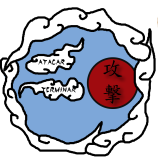 ATACAR
TERMINAR
攻
撃